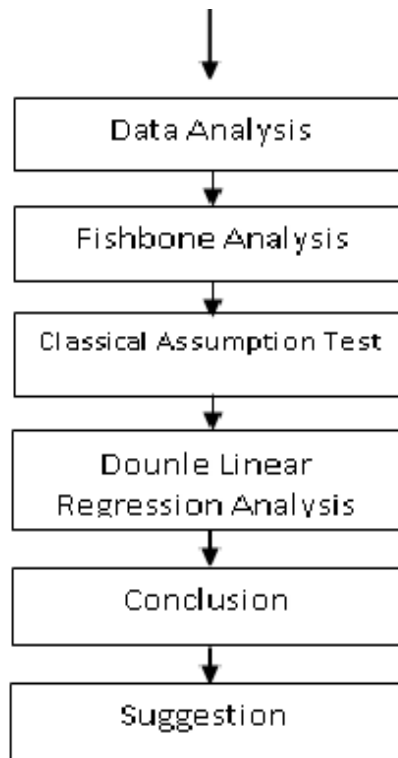 Data Analysis
Fishbone Analysis
Classical Assumption Test
Dounle Linear
Regression Analysis
Conclusion
Suggestion